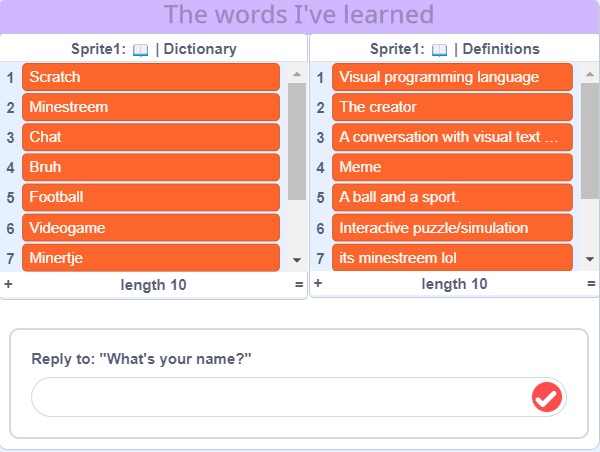 The words I've learned
Sprite1: 📖 | Dictionary
1 Scratch
2 Minestreem
3 Chat
4 Bruh
5 Football
6 Videogame
7 Minertje
+ length 10 =
Sprite1: 📖 | Definitions
1 Visual programming language
2 The creator
3 A conversation with visual text ...
4 Meme
5 A ball and a sport.
6 Interactive puzzle/simulation
7 its minestreem lol
+ length 10 =
Reply to: "What's your name?"